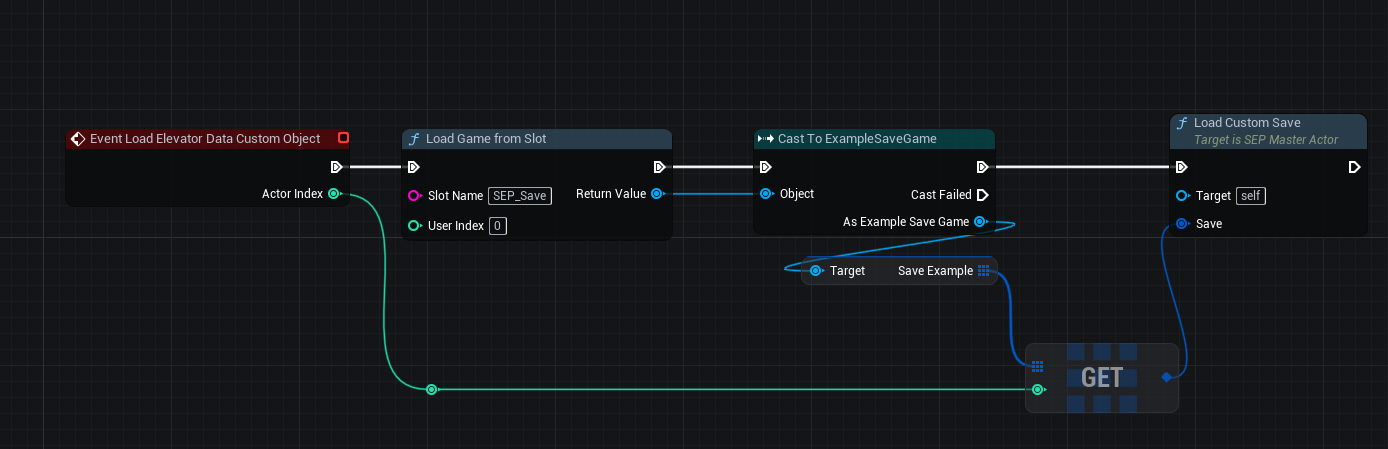 Event Load Elevator Data Custom Object
Actor Index
f Load Game from Slot
Slot Name SEP_Save
Return Value
User Index 0
Cast To ExampleSaveGame
Object
Cast Failed
As Example Save Game
Target
Save Example
GET
f Load Custom Save
Target is SEP Master Actor
Target self
Save